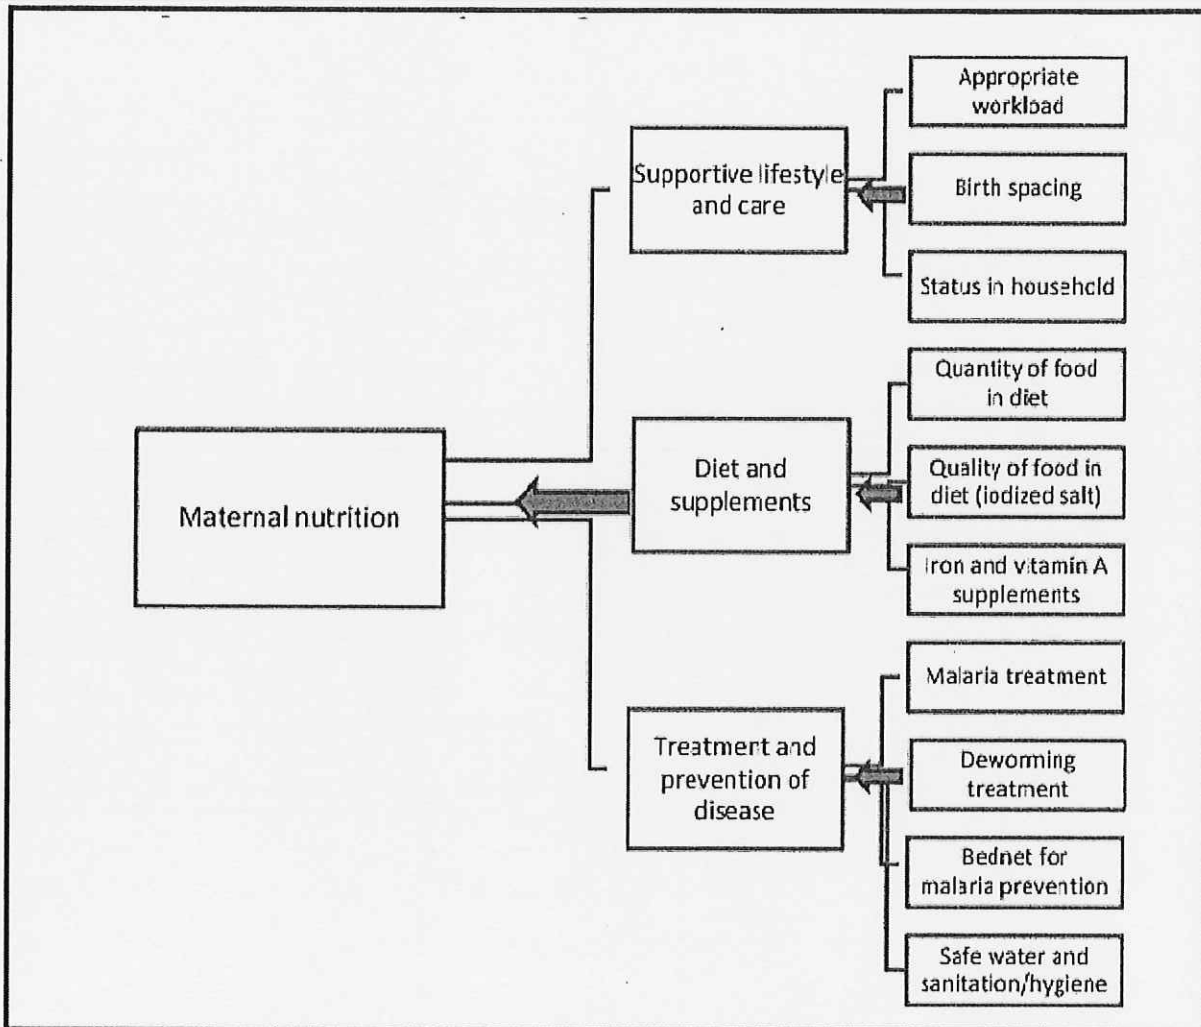 Appropriate
workload
Supportive lifestyle
and care
Birth spacing
Status in household
Quantity of food
in diet
Maternal nutrition
Diet and
supplements
Quality of food in
diet (iodized salt)
Iron and vitamin A
supplements
Malaria treatment
Treatment and
prevention of
disease
Deworming
treatment
Bednet for
malaria prevention
Safe water and
sanitation/hygiene